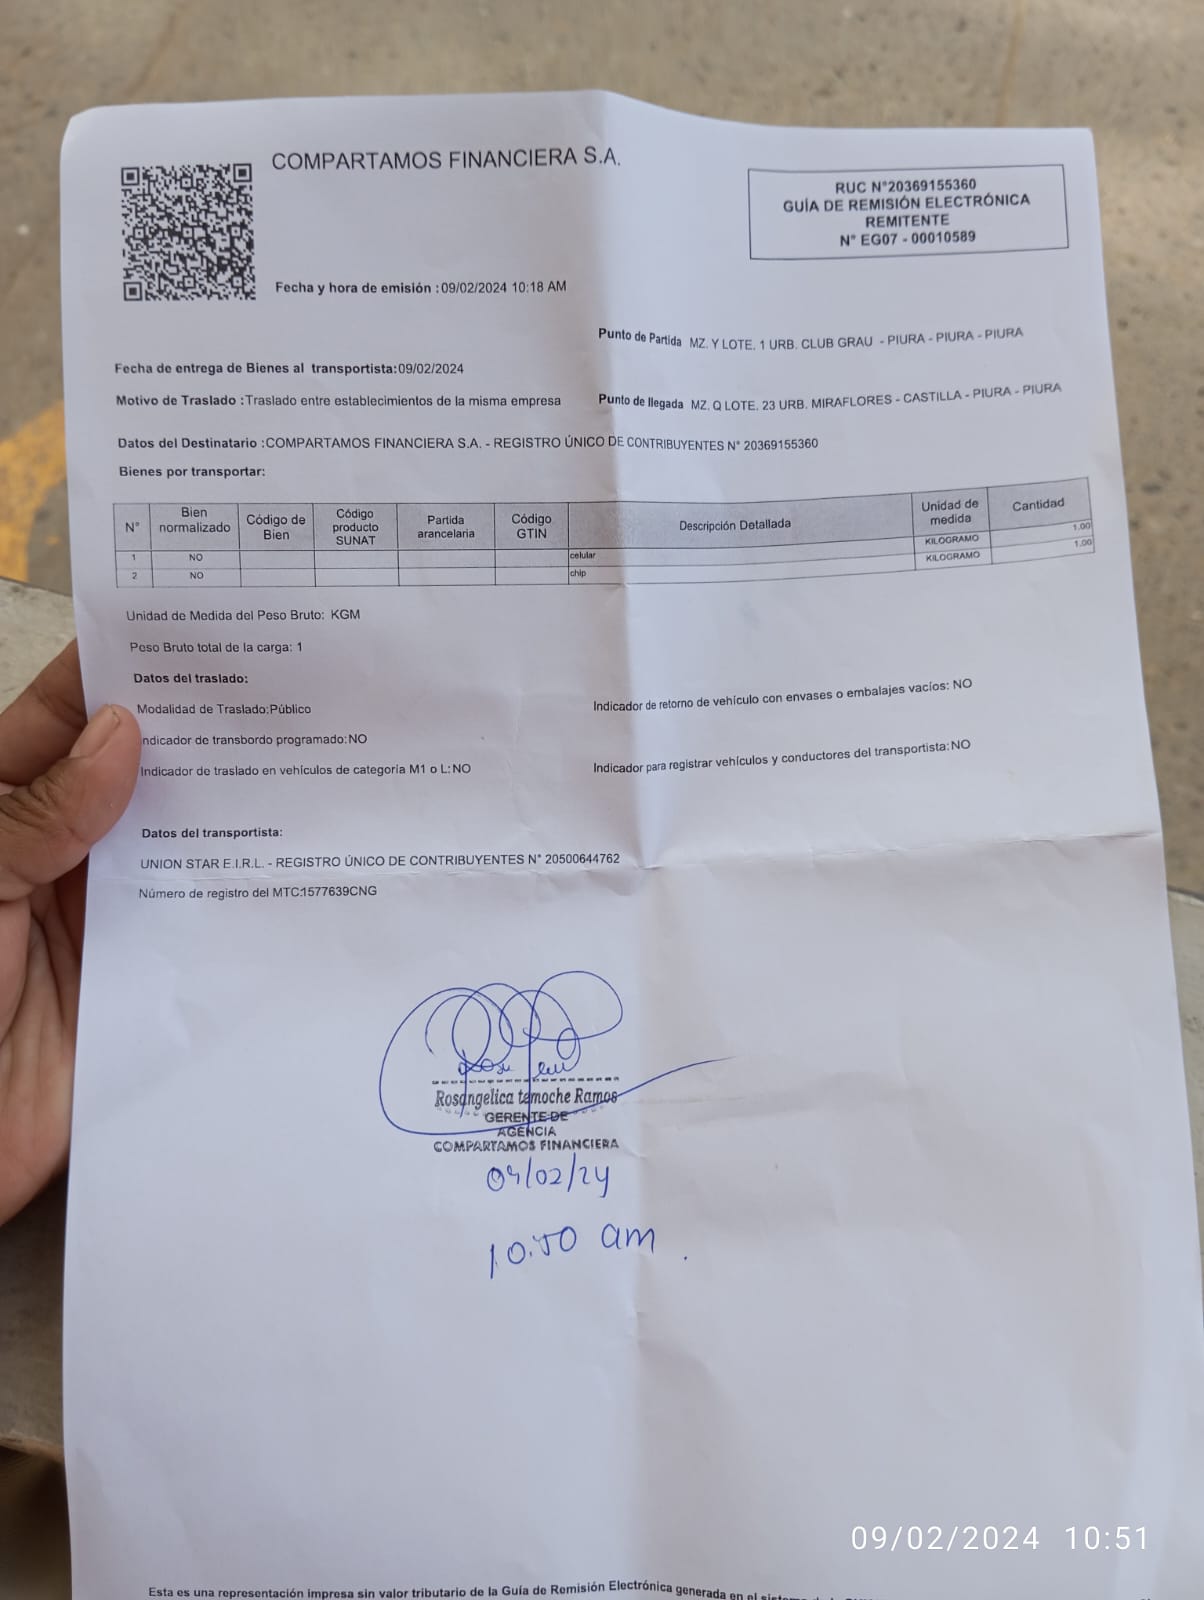 COMPARTAMOS FINANCIERA S.A.
RUC N°20369155360
GUÍA DE REMISIÓN ELECTRÓNICA
REMITENTE
N° EG07 - 00010589
Fecha y hora de emisión :09/02/2024 10:18 AM
Punto de Partida MZ. Y LOTE. 1 URB. CLUB GRAU - PIURA - PIURA - PIURA
Fecha de entrega de Bienes al transportista:09/02/2024
Motivo de Traslado :Traslado entre establecimientos de la misma empresa
Punto de llegada MZ. Q LOTE. 23 URB. MIRAFLORES - CASTILLA - PIURA - PIURA
Datos del Destinatario :COMPARTAMOS FINANCIERA S.A. - REGISTRO ÚNICO DE CONTRIBUYENTES N° 20369155360
Bienes por transportar:
N° Bien normalizado Código de Bien Código producto SUNAT Partida arancelaria Código GTIN Descripción Detallada Unidad de medida Cantidad
1 NO celular KILOGRAMO 1.00
2 NO chip KILOGRAMO 1.00
Unidad de Medida del Peso Bruto: KGM
Peso Bruto total de la carga: 1
Datos del traslado:
Modalidad de Traslado:Público
Indicador de retorno de vehículo con envases o embalajes vacíos: NO
Indicador de transbordo programado:NO
Indicador de traslado en vehículos de categoría M1 o L:NO
Indicador para registrar vehículos y conductores del transportista:NO
Datos del transportista:
UNION STAR E.I.R.L. - REGISTRO ÚNICO DE CONTRIBUYENTES N° 20500644762
Número de registro del MTC:1577639CNG
Rosangelica temoche Ramos
GERENTE DE
AGENCIA
COMPARTAMOS FINANCIERA
09/02/24
10:50 am.
09/02/2024 10:51
Esta es una representación impresa sin valor tributario de la Guía de Remisión Electrónica generada en el